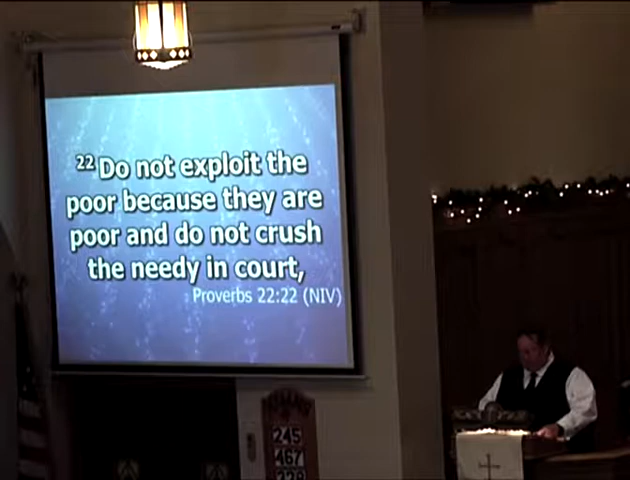 22 Do not exploit the
poor because they are
poor and do not crush
the needy in court,
Proverbs 22:22 (NIV)
245
467